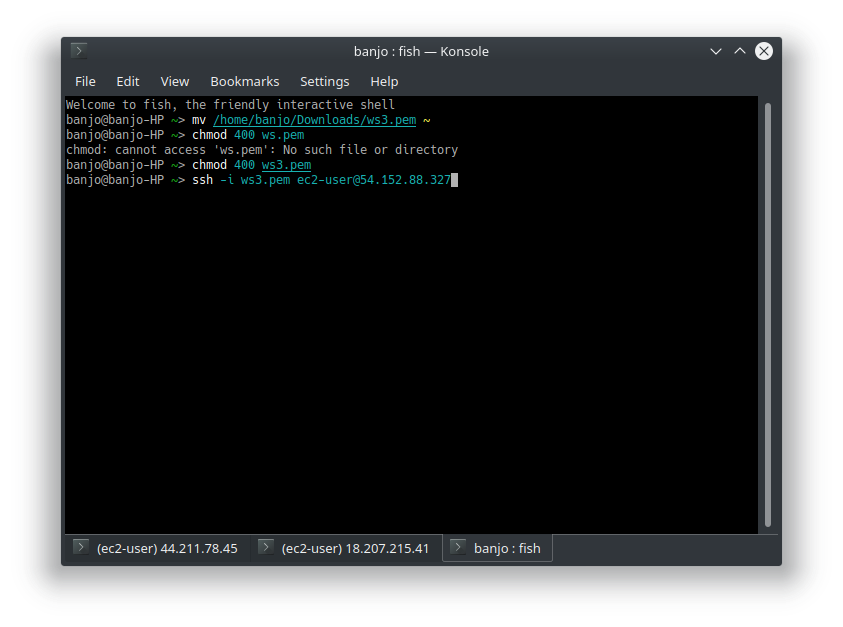 banjo : fish — Konsole
File Edit View Bookmarks Settings Help
Welcome to fish, the friendly interactive shell
banjo@banjo-HP ~> mv /home/banjo/Downloads/ws3.pem ~
banjo@banjo-HP ~> chmod 400 ws.pem
chmod: cannot access 'ws.pem': No such file or directory
banjo@banjo-HP ~> chmod 400 ws3.pem
banjo@banjo-HP ~> ssh -i ws3.pem ec2-user@54.152.88.327
(ec2-user) 44.211.78.45 (ec2-user) 18.207.215.41 banjo : fish